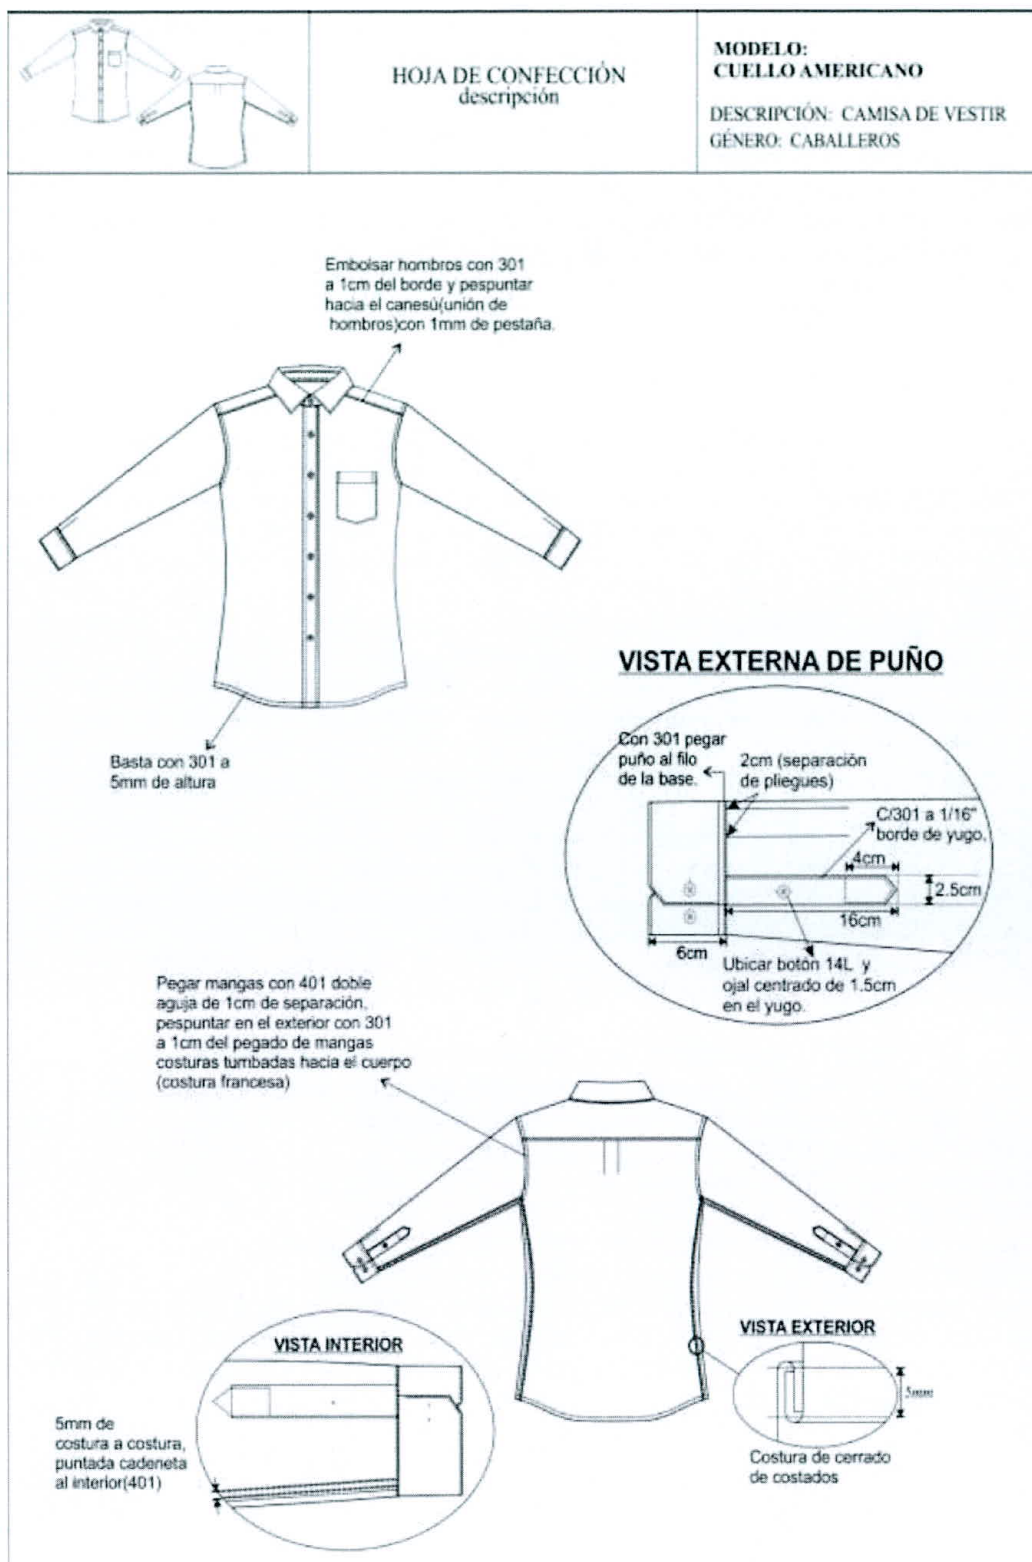 HOJA DE CONFECCIÓN
descripción
MODELO:
CUELLO AMERICANO
DESCRIPCIÓN: CAMISA DE VESTIR
GÉNERO: CABALLEROS
Embolsar hombros con 301
a 1cm del borde y pespuntar
hacia el canesú(unión de
hombros)con 1mm de pestaña.
Basta con 301 a
5mm de altura
VISTA EXTERNA DE PUÑO
Con 301 pegar
puño al filo
de la base.
2cm (separación
de pliegues)
C/301 a 1/16"
borde de yugo.
4cm
2.5cm
16cm
6cm
Ubicar botón 14L y
ojal centrado de 1.5cm
en el yugo.
Pegar mangas con 401 doble
aguja de 1cm de separación,
pespuntar en el exterior con 301
a 1cm del pegado de mangas
costuras tumbadas hacia el cuerpo
(costura francesa)
VISTA INTERIOR
5mm de
costura a costura,
puntada cadeneta
al interior(401)
VISTA EXTERIOR
5mm
Costura de cerrado
de costados